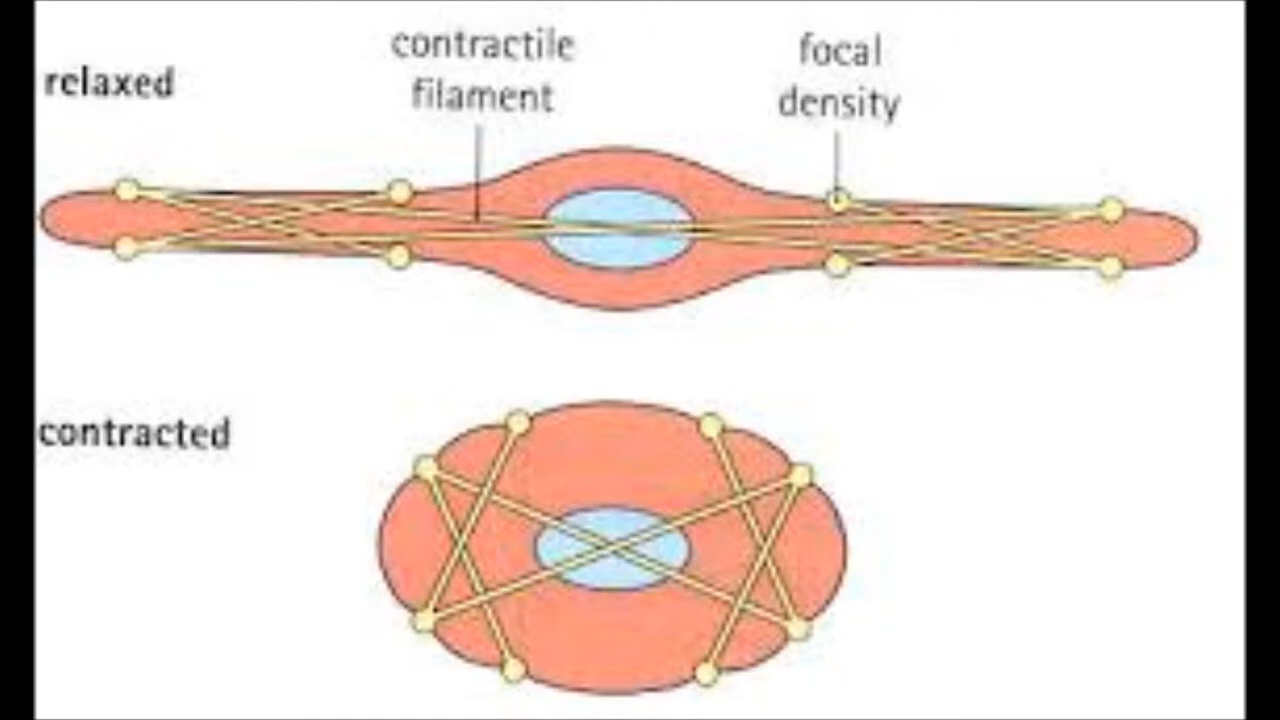 relaxed
contractile
filament
focal
density
contracted